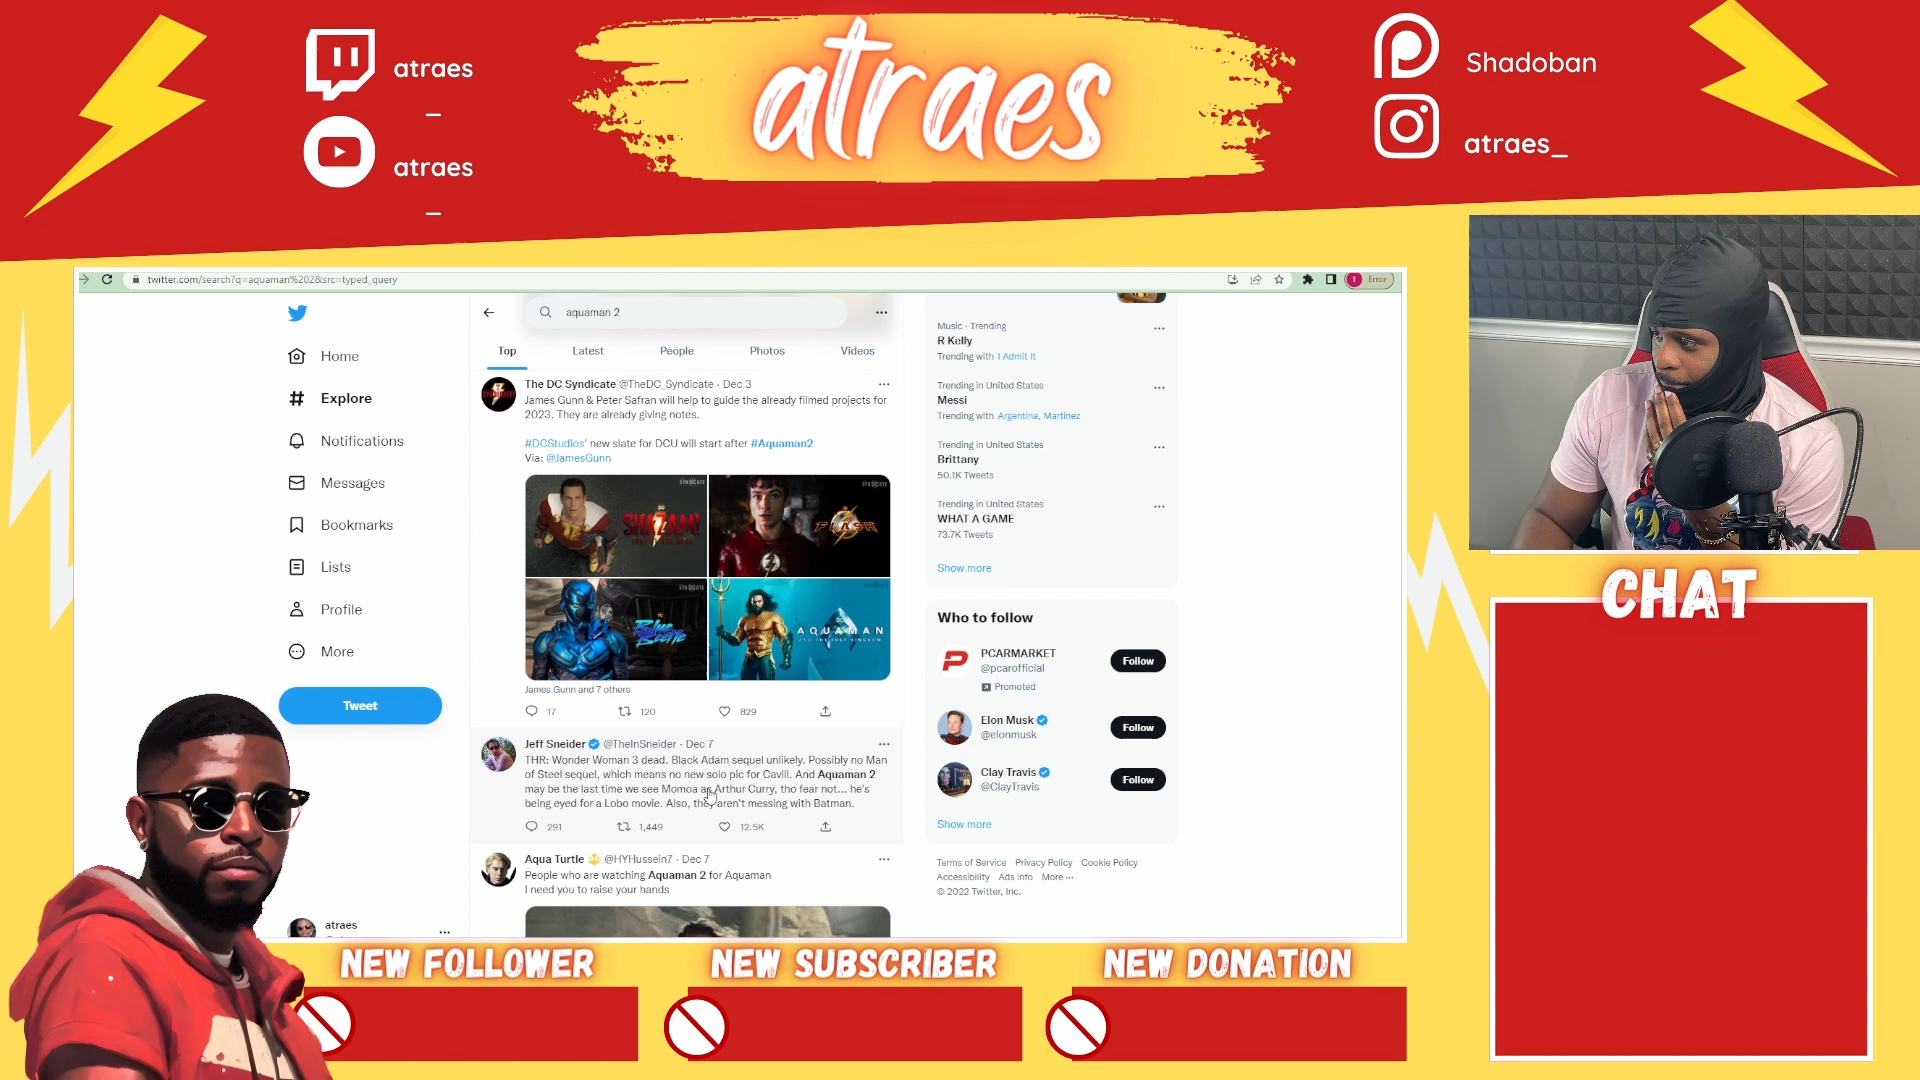 atraes
_
atraes
_
atraes
Shadoban
atraes_
twitter.com/search?q=aquaman%202&src=typed_query
t
Error
aquaman 2
Top
Latest
People
Photos
Videos
Home
Explore
Notifications
Messages
Bookmarks
Lists
Profile
More
Tweet
atraes
The DC Syndicate @TheDC_Syndicate · Dec 3
James Gunn & Peter Safran will help to guide the already filmed projects for
2023. They are already giving notes.
#DCStudios' new slate for DCU will start after #Aquaman2
Via: @JamesGunn
SHAZAM!
FLASH
Blue
Beetle
AQUAMAN
AND THE LOST KINGDOM
James Gunn and 7 others
17
120
829
Jeff Sneider @TheInSneider · Dec 7
THR: Wonder Woman 3 dead. Black Adam sequel unlikely. Possibly no Man
of Steel sequel, which means no new solo pic for Cavill. And Aquaman 2
may be the last time we see Momoa as Arthur Curry, tho fear not... he's
being eyed for a Lobo movie. Also, they aren't messing with Batman.
291
1,449
12.5K
Aqua Turtle @HYHussein7 · Dec 7
People who are watching Aquaman 2 for Aquaman
I need you to raise your hands
Music · Trending
R Kelly
Trending with I Admit It
Trending in United States
Messi
Trending with Argentina, Martinez
Trending in United States
Brittany
50.1K Tweets
Trending in United States
WHAT A GAME
73.7K Tweets
Show more
Who to follow
PCARMARKET
@pcarofficial
Promoted
Follow
Elon Musk
@elonmusk
Follow
Clay Travis
@ClayTravis
Follow
Show more
Terms of Service Privacy Policy Cookie Policy
Accessibility Ads info More ···
© 2022 Twitter, Inc.
CHAT
NEW FOLLOWER
NEW SUBSCRIBER
NEW DONATION